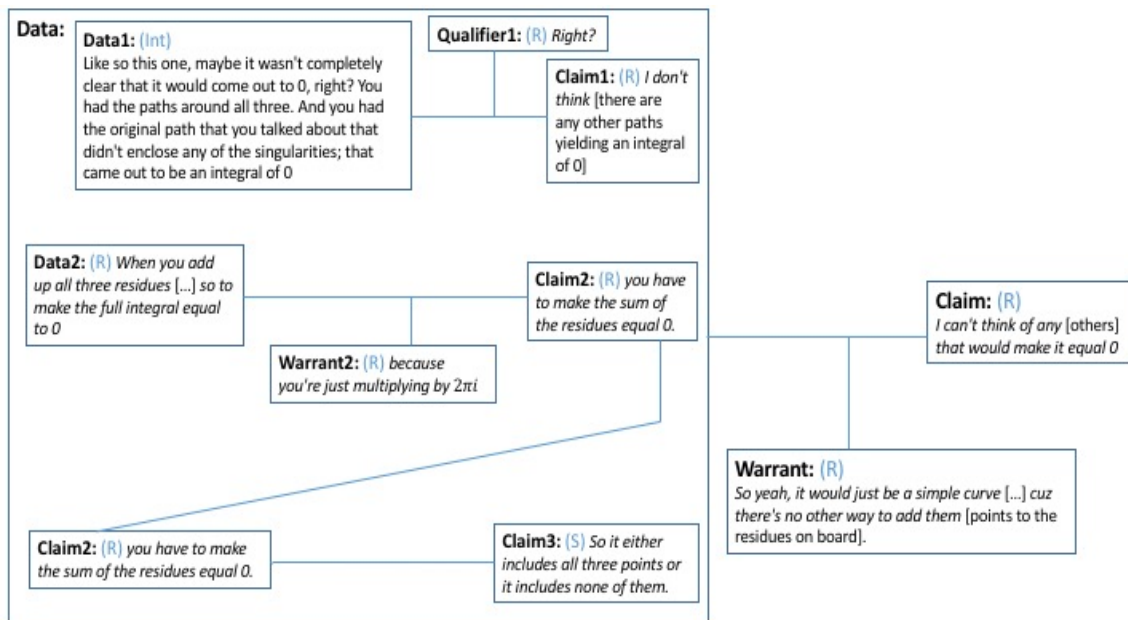 Data:
Data1: (Int)
Like so this one, maybe it wasn't completely
clear that it would come out to 0, right? You
had the paths around all three. And you had
the original path that you talked about that
didn't enclose any of the singularities; that
came out to be an integral of 0
Qualifier1: (R) Right?
Claim1: (R) I don't
think [there are
any other paths
yielding an integral
of 0]
Data2: (R) When you add
up all three residues [...] so to
make the full integral equal
to 0
Claim2: (R) you have
to make the sum of
the residues equal 0.
Warrant2: (R) because
you're just multiplying by 2πi
Claim2: (R) you have to make
the sum of the residues equal 0.
Claim3: (S) So it either
includes all three points or
it includes none of them.
Claim: (R)
I can't think of any [others]
that would make it equal 0
Warrant: (R)
So yeah, it would just be a simple curve [...] cuz
there's no other way to add them [points to the
residues on board].